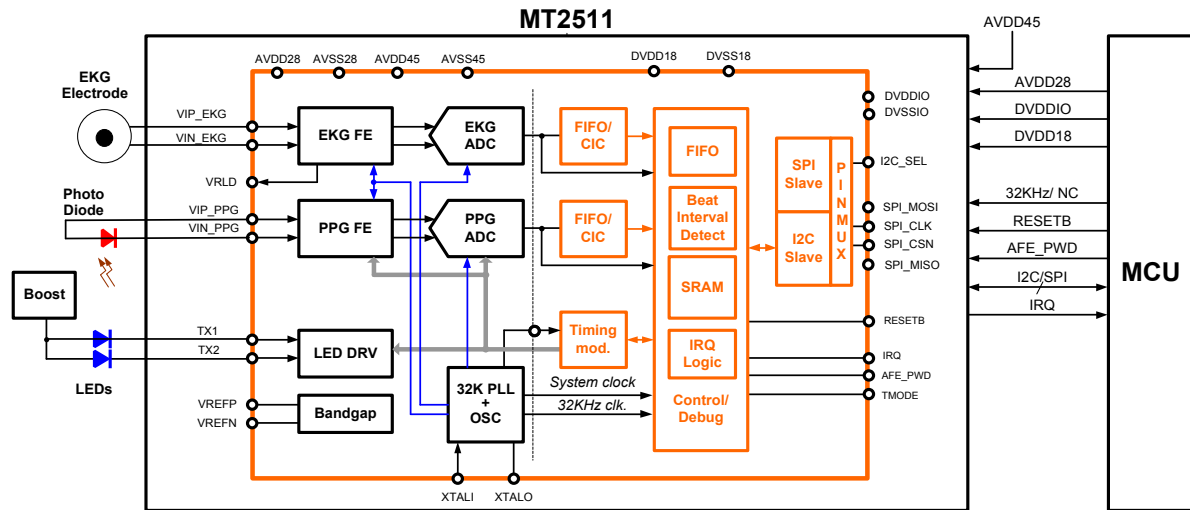 MT2511
AVDD45
AVDD28
AVSS28
AVDD45
AVSS45
DVDD18
DVSS18
EKG
Electrode
VIP_EKG
VIN_EKG
VRLD
Photo
Diode
VIP_PPG
VIN_PPG
Boost
TX1
TX2
LEDs
VREFP
VREFN
EKG FE
EKG
ADC
PPG FE
PPG
ADC
LED DRV
Bandgap
32K PLL
+
OSC
XTALI
XTALO
FIFO/
CIC
FIFO/
CIC
Timing
mod.
System clock
32KHz clk.
FIFO
Beat
Interval
Detect
SRAM
IRQ
Logic
Control/
Debug
SPI
Slave
I2C
Slave
PINMUX
DVDDIO
DVSSIO
I2C_SEL
SPI_MOSI
SPI_CLK
SPI_CSN
SPI_MISO
RESETB
IRQ
AFE_PWD
TMODE
AVDD28
DVDDIO
DVDD18
32KHz/ NC
RESETB
AFE_PWD
I2C/SPI
IRQ
MCU